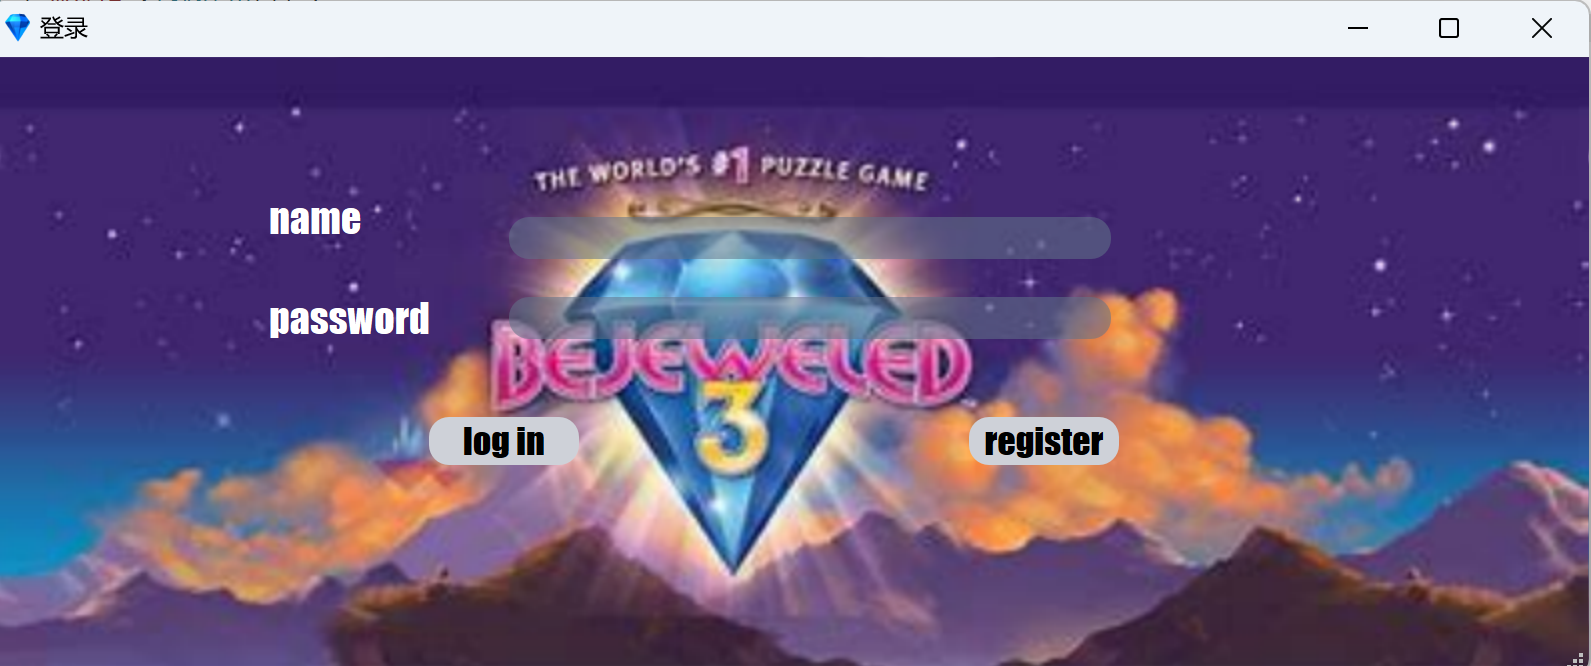 登录
THE WORLD'S #1 PUZZLE GAME
name
password
BEJEWELED
3
log in
register